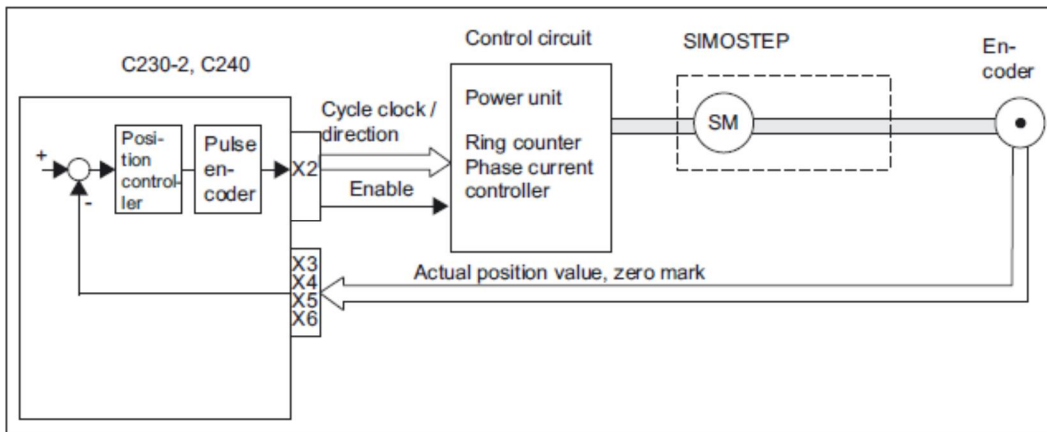 C230-2, C240
+
-
Posi-
tion
control-
ler
Pulse
en-
coder
X2
Cycle clock /
direction
Enable
Control circuit
Power unit
Ring counter
Phase current
controller
SIMOSTEP
SM
En-
coder
X3
X4
X5
X6
Actual position value, zero mark